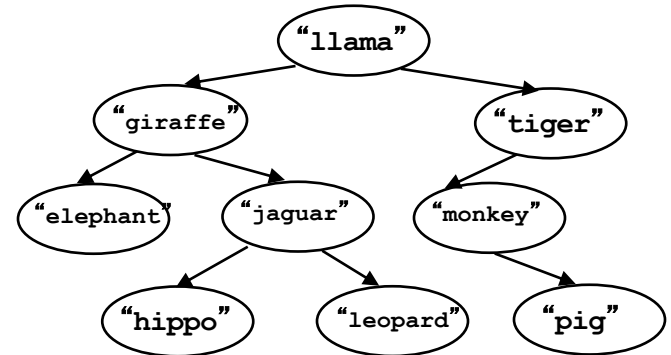 “llama”
“giraffe”
“tiger”
“elephant”
“jaguar”
“monkey”
“hippo”
“leopard”
“pig”